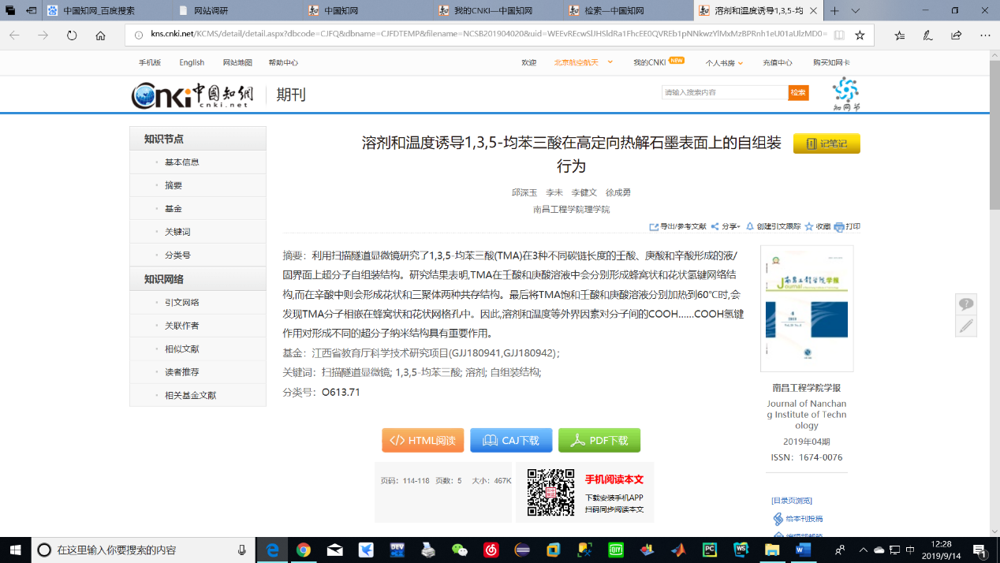 中国知网_百度搜索
网站调研
中国知网
我的CNKI—中国知网
检索—中国知网
溶剂和温度诱导1,3,5-均
kns.cnki.net/KCMS/detail/detail.aspx?dbcode=CJFQ&dbname=CJFDTEMP&filename=NCSB201904020&uid=
手机版 English 网站地图 帮助中心 欢迎 北京航空航天 我的CNKI NEW 个人书房 充值中心 购买知网卡
Cnki 中国知网 cnki.net 期刊
请输入搜索内容 检索
知网节
知识节点
基本信息
摘要
基金
关键词
分类号
知识网络
引文网络
关联作者
相似文献
读者推荐
相关基金文献
溶剂和温度诱导1,3,5-均苯三酸在高定向热解石墨表面上的自组装
行为
记笔记
邱深玉 李未 李健文 徐成勇
南昌工程学院理学院
导出/参考文献 分享 创建引文跟踪 收藏 打印
摘要：利用扫描隧道显微镜研究了1,3,5-均苯三酸(TMA)在3种不同碳链长度的壬酸、庚酸和辛酸形成的液/
固界面上超分子自组装结构。研究结果表明,TMA在壬酸和庚酸溶液中会分别形成蜂窝状和花状氢键网络结
构,而在辛酸中则会形成花状和三聚体两种共存结构。最后将TMA饱和壬酸和庚酸溶液分别加热到60℃时,会
发现TMA分子相嵌在蜂窝状和花状网格孔中。因此,溶剂和温度等外界因素对分子间的COOH……COOH氢键
作用对形成不同的超分子纳米结构具有重要作用。
基金：江西省教育厅科学技术研究项目(GJJ180941,GJJ180942)；
关键词：扫描隧道显微镜; 1,3,5-均苯三酸; 溶剂; 自组装结构;
分类号：O613.71
HTML阅读 CAJ下载 PDF下载
页码：114-118 页数：5 大小：467K
手机阅读本文
下载安装手机APP
扫码同步阅读本文
南昌工程学院学报
Journal of
南昌工程学院学报
Journal of Nanchan
g Institute of Techn
ology
2019年04期
ISSN：1674-0076
[目录页浏览]
给本刊投稿
在这里输入你要搜索的内容
DEV
iQIY
PC
WS
中
12:28
2019/9/14
1